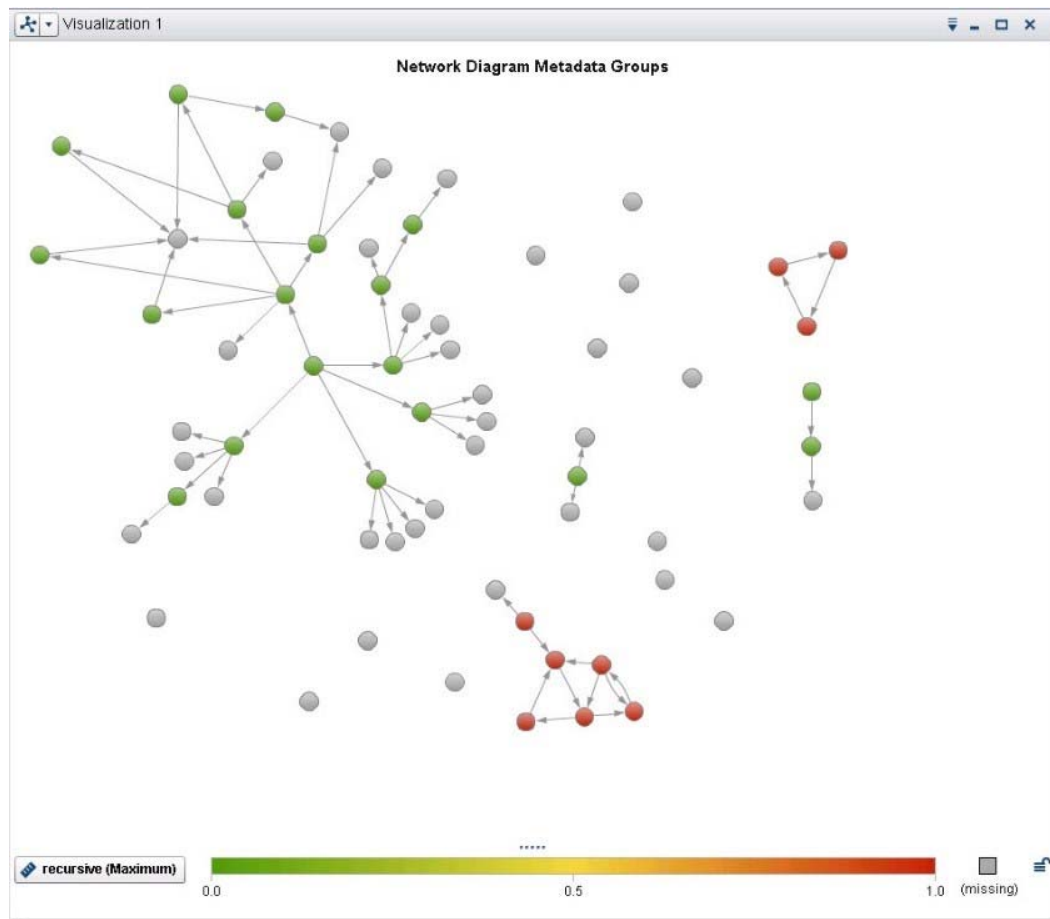 Visualization 1
Network Diagram Metadata Groups
recursive (Maximum)
0.0
0.5
1.0
(missing)